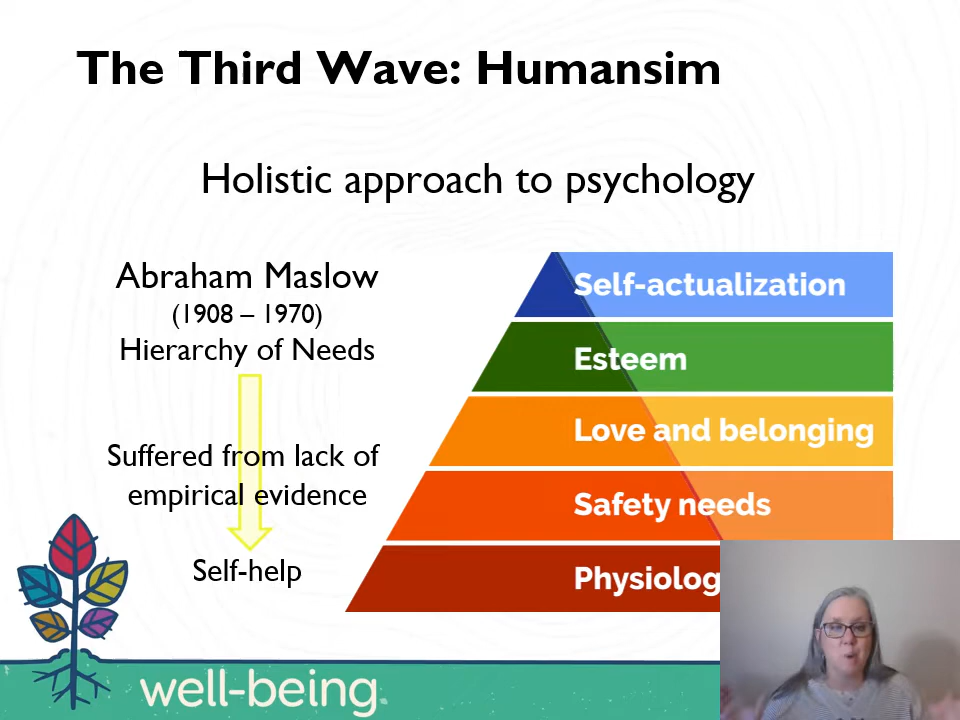 The Third Wave: Humansim
Holistic approach to psychology
Abraham Maslow
(1908 – 1970)
Hierarchy of Needs
Suffered from lack of
empirical evidence
Self-help
Self-actualization
Esteem
Love and belonging
Safety needs
Physiolog
well-being